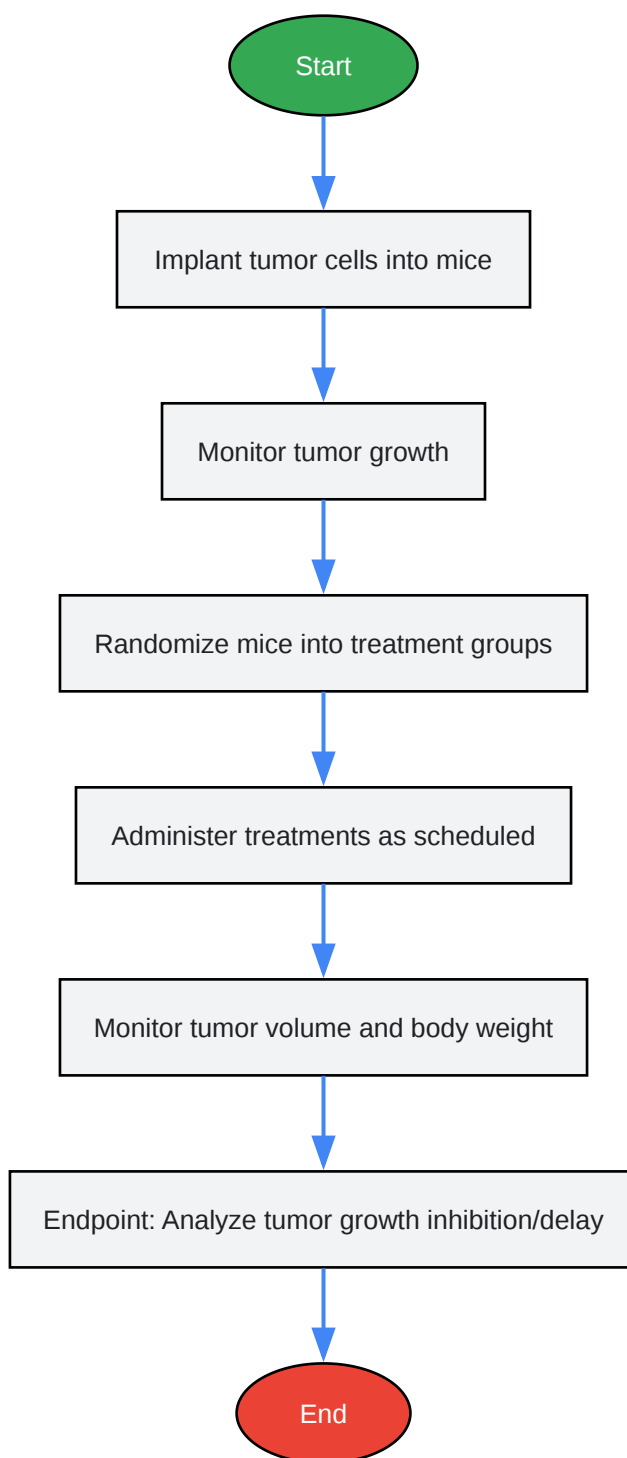 Start
Implant tumor cells into mice
Monitor tumor growth
Randomize mice into treatment groups
Administer treatments as scheduled
Monitor tumor volume and body weight
Endpoint: Analyze tumor growth inhibition/delay
End